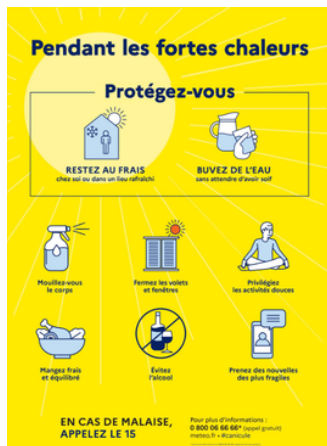 Pendant les fortes chaleurs
Protégez-vous
RESTEZ AU FRAIS
chez soi ou dans un lieu rafraîchi
BUVEZ DE L'EAU
sans attendre d'avoir soif
Mouillez-vous
le corps
Fermez les volets
et fenêtres
Privilégiez
les activités douces
Mangez frais
et équilibré
Évitez
l'alcool
Prenez des nouvelles
des plus fragiles
EN CAS DE MALAISE,
APPELEZ LE 15
Pour plus d'informations :
0 800 06 66 66* (appel gratuit)
meteo.fr • #canicule